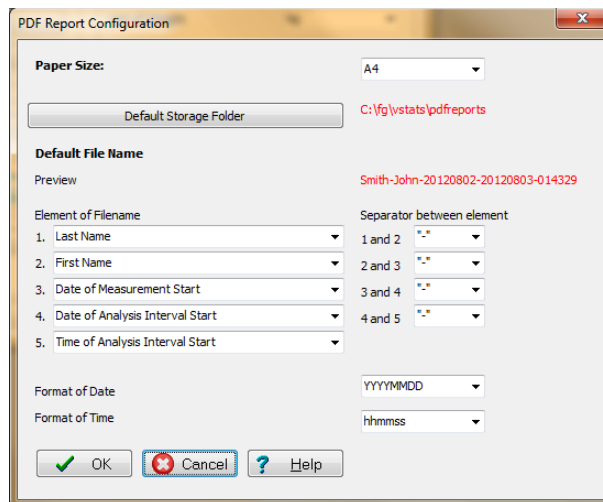 PDF Report Configuration
x
Paper Size: A4
Default Storage Folder C:\fg\vstats\pdfreports
Default File Name
Preview Smith-John-20120802-20120803-014329
Element of Filename Separator between element
1. Last Name 1 and 2 "-"
2. First Name 2 and 3 "-"
3. Date of Measurement Start 3 and 4 "-"
4. Date of Analysis Interval Start 4 and 5 "-"
5. Time of Analysis Interval Start
Format of Date YYYYMMDD
Format of Time hhmmss
OK Cancel ? Help